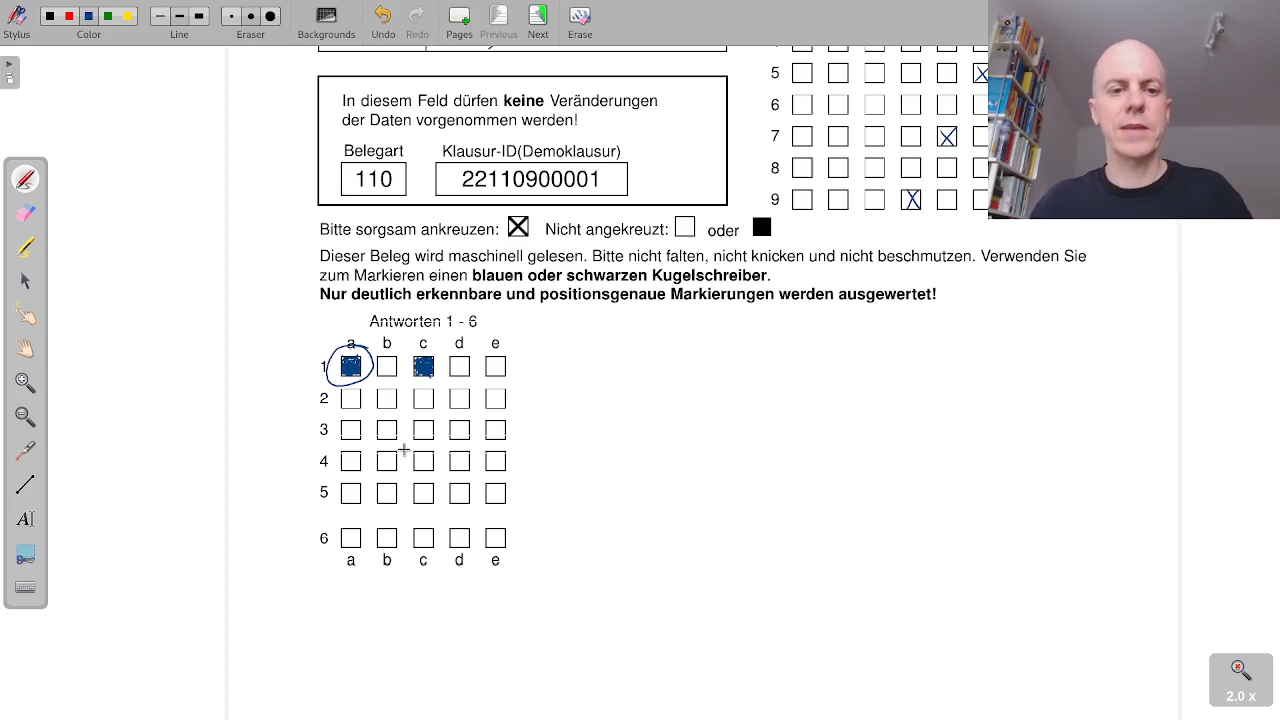 Stylus
Color
Line
Eraser
Backgrounds
Undo
Redo
Pages
Previous
Next
Erase
In diesem Feld dürfen keine Veränderungen
der Daten vorgenommen werden!
Belegart Klausur-ID(Demoklausur)
110 22110900001
5 X
6
7 X
8
9 X
Bitte sorgsam ankreuzen: Nicht angekreuzt: oder
Dieser Beleg wird maschinell gelesen. Bitte nicht falten, nicht knicken und nicht beschmutzen. Verwenden Sie
zum Markieren einen blauen oder schwarzen Kugelschreiber.
Nur deutlich erkennbare und positionsgenaue Markierungen werden ausgewertet!
Antworten 1 - 6
a b c d e
1
2
3
4
5
6
a b c d e
2.0 x